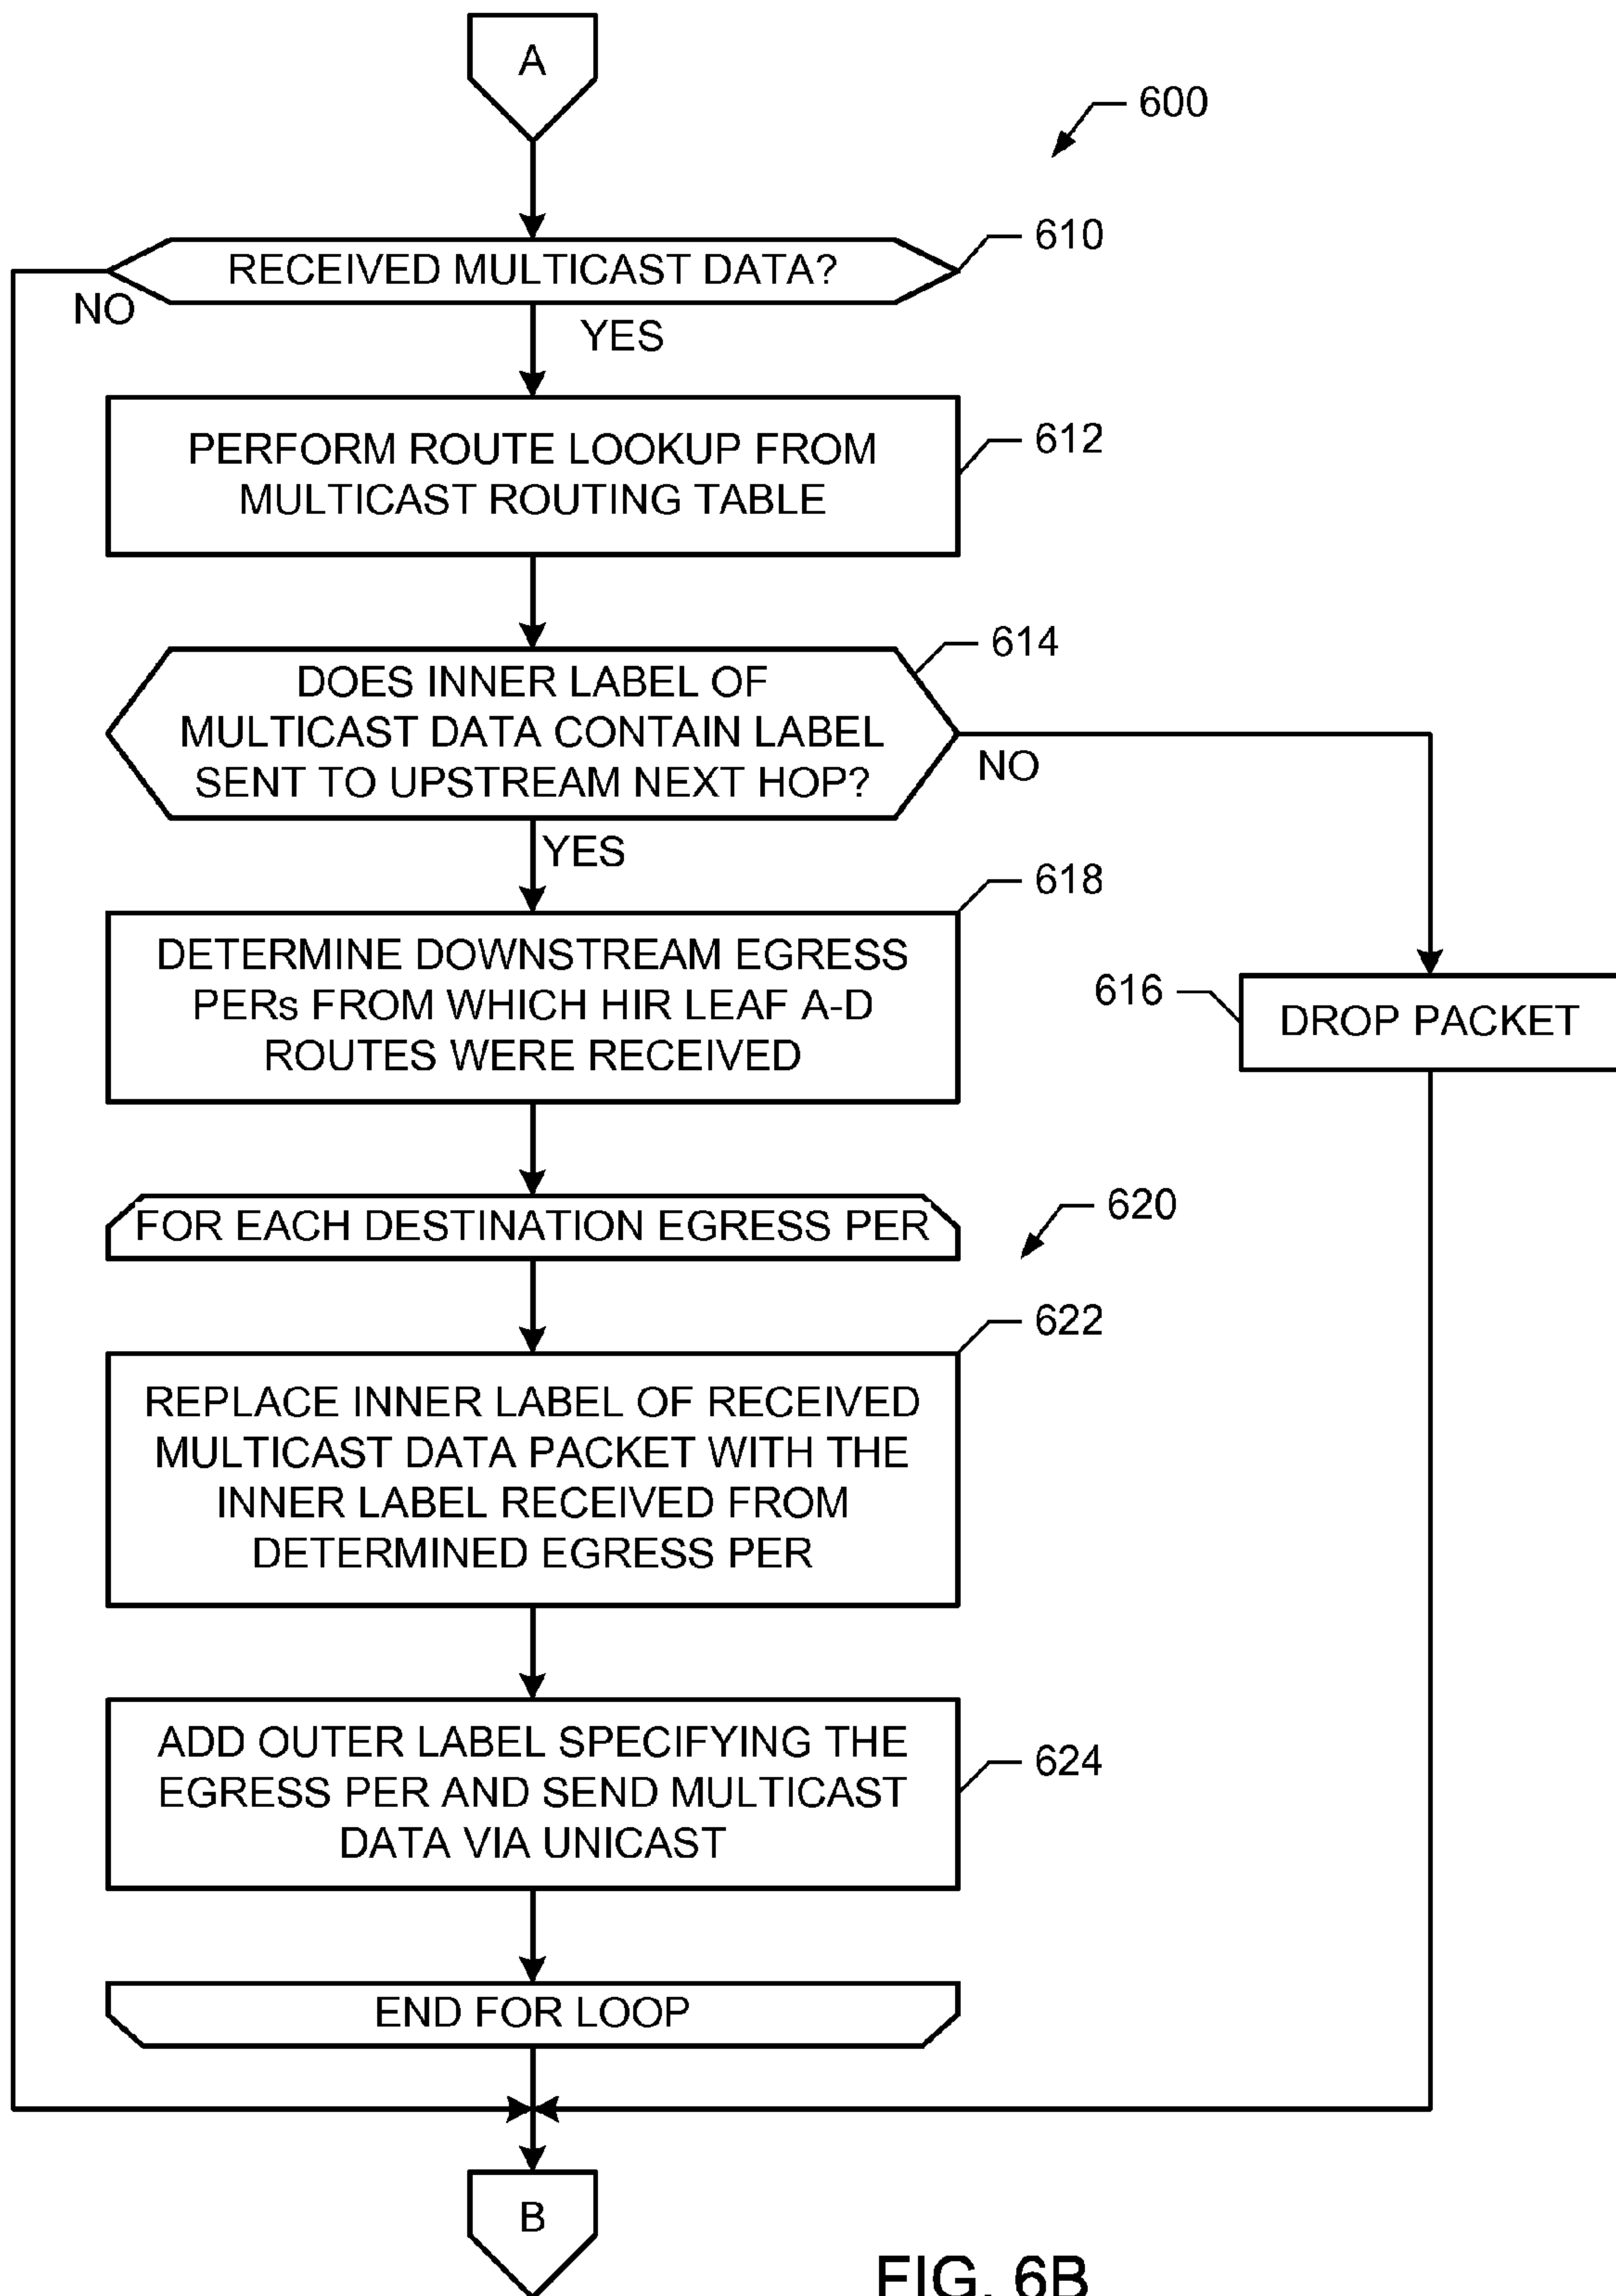 A
600
RECEIVED MULTICAST DATA?
610
NO
YES
PERFORM ROUTE LOOKUP FROM
MULTICAST ROUTING TABLE
612
DOES INNER LABEL OF
MULTICAST DATA CONTAIN LABEL
SENT TO UPSTREAM NEXT HOP?
614
NO
YES
618
DETERMINE DOWNSTREAM EGRESS
PERs FROM WHICH HIR LEAF A-D
ROUTES WERE RECEIVED
616
DROP PACKET
FOR EACH DESTINATION EGRESS PER
620
622
REPLACE INNER LABEL OF RECEIVED
MULTICAST DATA PACKET WITH THE
INNER LABEL RECEIVED FROM
DETERMINED EGRESS PER
ADD OUTER LABEL SPECIFYING THE
EGRESS PER AND SEND MULTICAST
DATA VIA UNICAST
624
END FOR LOOP
B
FIG. 6B